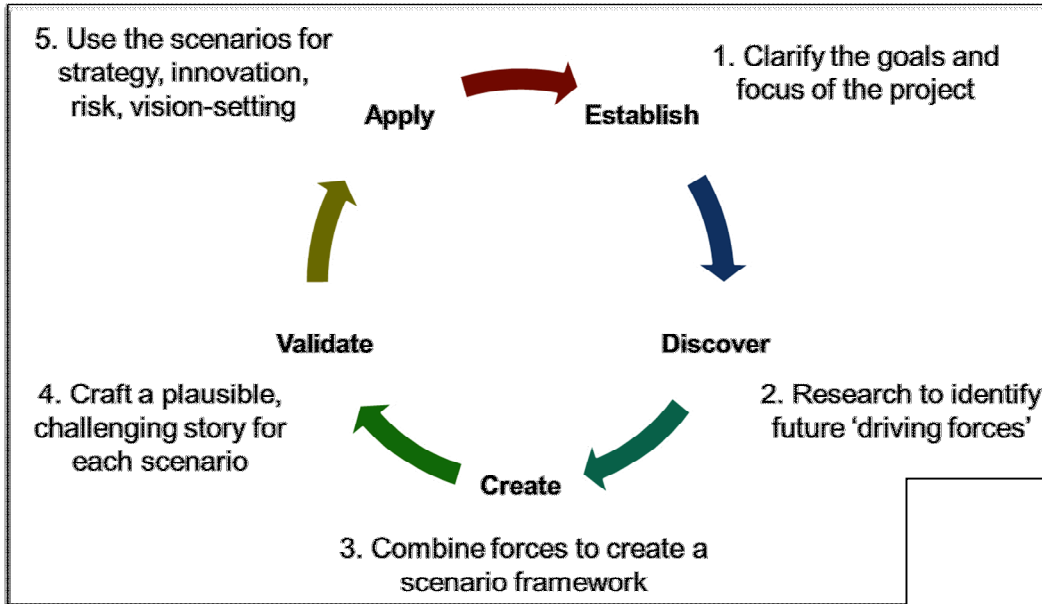 5. Use the scenarios for
strategy, innovation,
risk, vision-setting
1. Clarify the goals and
focus of the project
Apply
Establish
Validate
Discover
4. Craft a plausible,
challenging story for
each scenario
2. Research to identify
future 'driving forces'
Create
3. Combine forces to create a
scenario framework